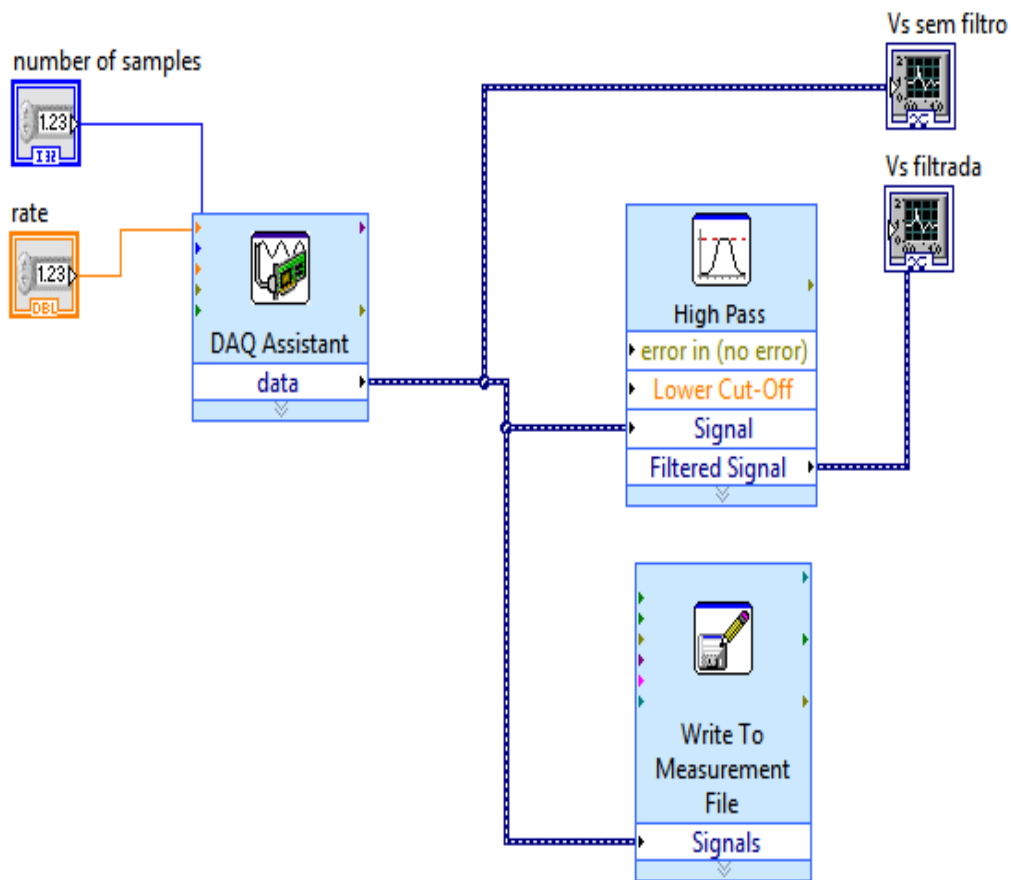 Vs sem filtro
number of samples
1.23
I32
Vs filtrada
rate
1.23
DBL
DAQ Assistant
data
High Pass
error in (no error)
Lower Cut-Off
Signal
Filtered Signal
Write To
Measurement
File
Signals